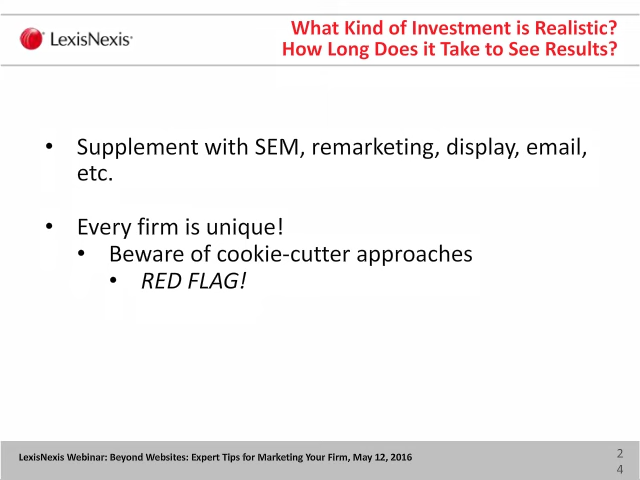 LexisNexis
What Kind of Investment is Realistic?
How Long Does it Take to See Results?
• Supplement with SEM, remarketing, display, email,
etc.
• Every firm is unique!
• Beware of cookie-cutter approaches
• RED FLAG!
LexisNexis Webinar: Beyond Websites: Expert Tips for Marketing Your Firm, May 12, 2016
2
4